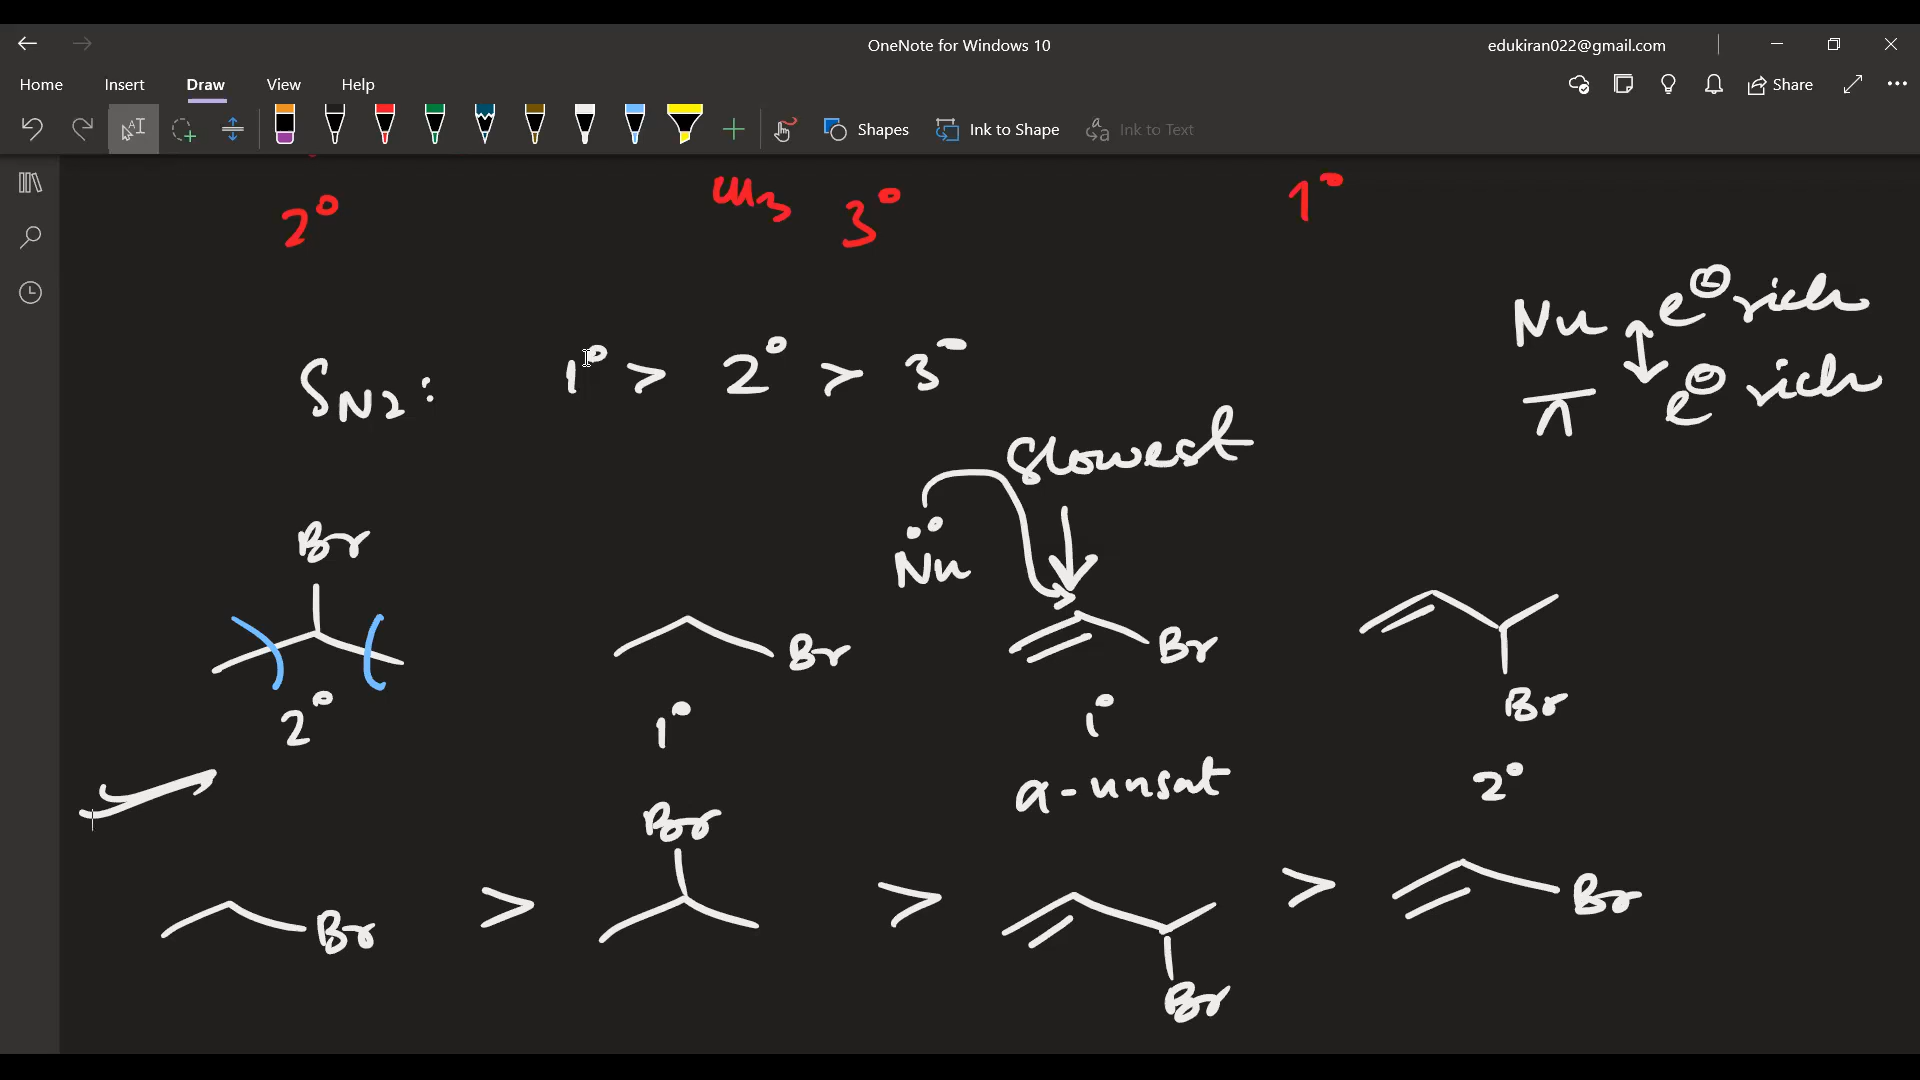 OneNote for Windows 10
edukiran022@gmail.com
Home Insert Draw View Help
Share
Shapes Ink to Shape Ink to Text
2° 3° 1°
Nu e⊖ rich
SN2: 1° > 2° > 3°
π e⊖ rich
Slowest
Br
Nu
Br Br
Br
2° 1° 1° 2°
α-unsat
Br
Br > > > Br
Br